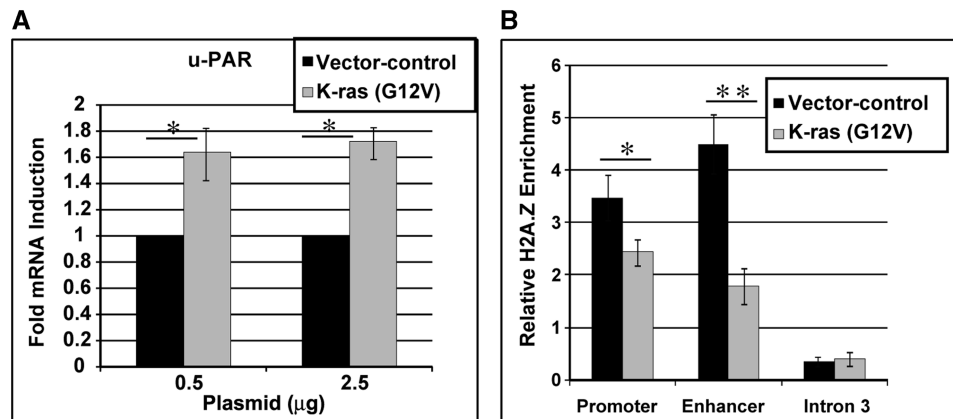 A
u-PAR
Vector-control
K-ras (G12V)
Fold mRNA Induction
2
1.8
1.6
1.4
1.2
1
0.8
0.6
0.4
0.2
0
*
*
0.5
2.5
Plasmid (μg)
B
Relative H2A.Z Enrichment
6
5
4
3
2
1
0
*
**
Vector-control
K-ras (G12V)
Promoter
Enhancer
Intron 3